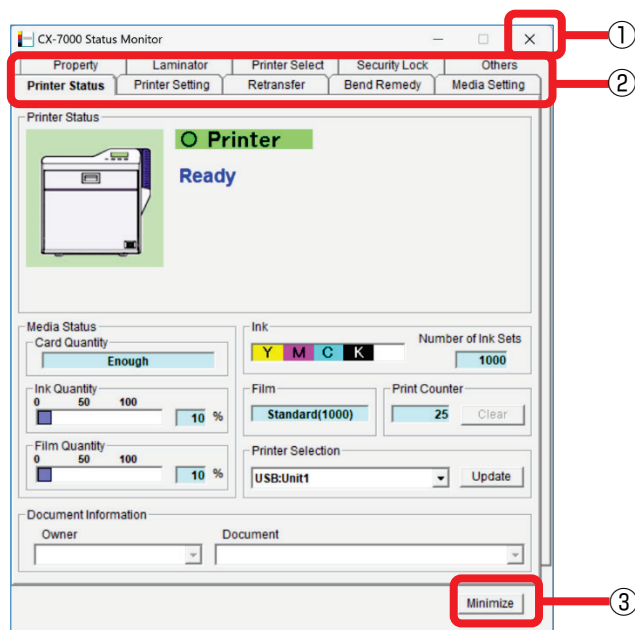 CX-7000 Status Monitor
①
Property Laminator Printer Select Security Lock Others
②
Printer Status Printer Setting Retransfer Bend Remedy Media Setting
Printer Status
Printer
Ready
Media Status
Card Quantity
Enough
Ink
Y M C K
Number of Ink Sets
1000
Ink Quantity
0 50 100
10 %
Film
Standard(1000)
Print Counter
25 Clear
Film Quantity
0 50 100
10 %
Printer Selection
USB:Unit1 Update
Document Information
Owner Document
Minimize
③